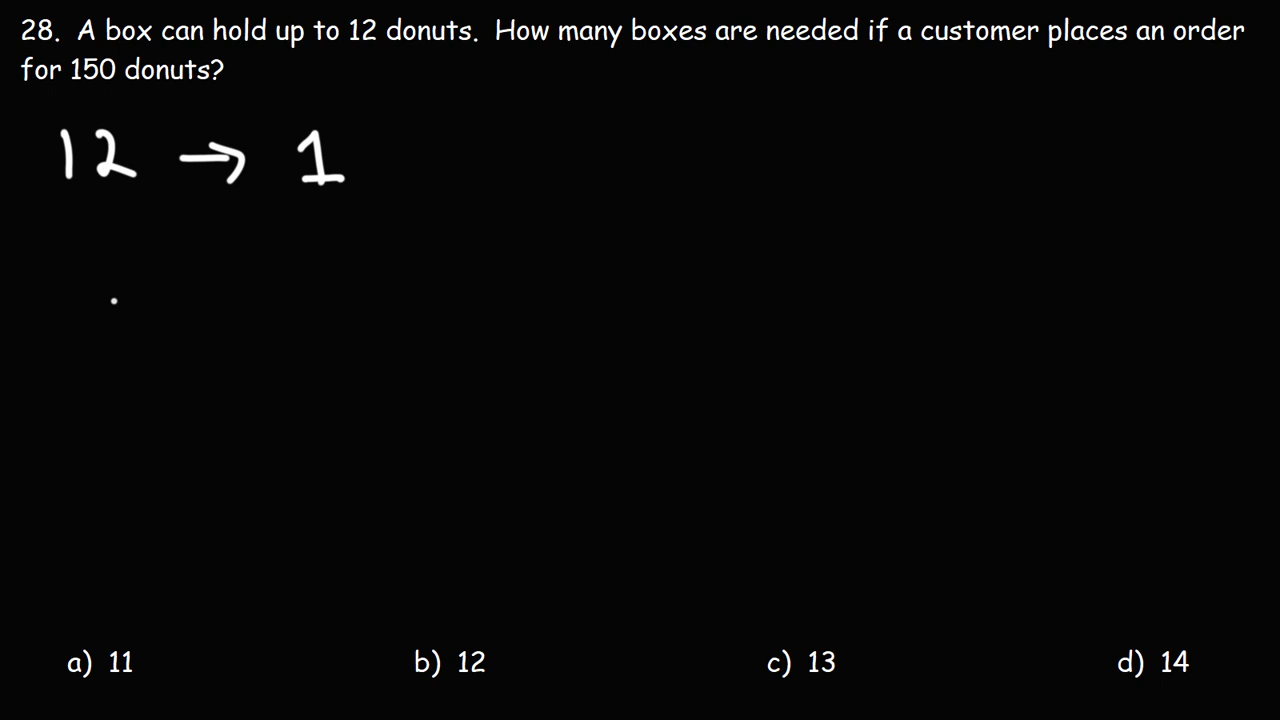 28. A box can hold up to 12 donuts. How many boxes are needed if a customer places an order
for 150 donuts?
12 → 1
a) 11 b) 12 c) 13 d) 14